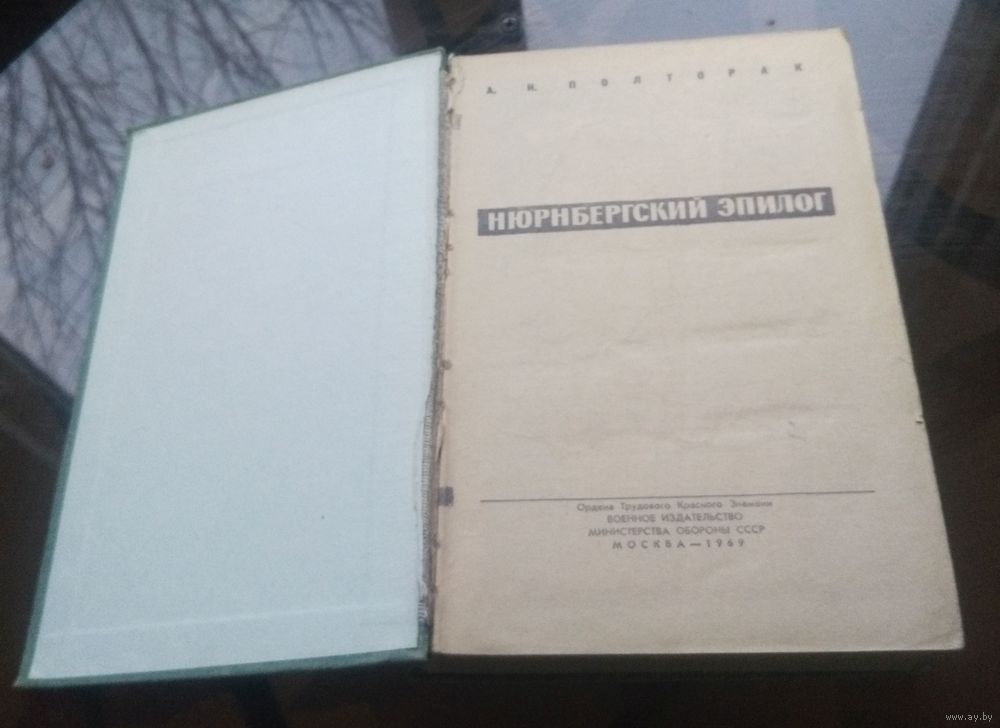 А. И. ПОЛТОРАК
НЮРНБЕРГСКИЙ ЭПИЛОГ
Ордена Трудового Красного Знамени
ВОЕННОЕ ИЗДАТЕЛЬСТВО
МИНИСТЕРСТВА ОБОРОНЫ СССР
МОСКВА—1969
www.ay.by